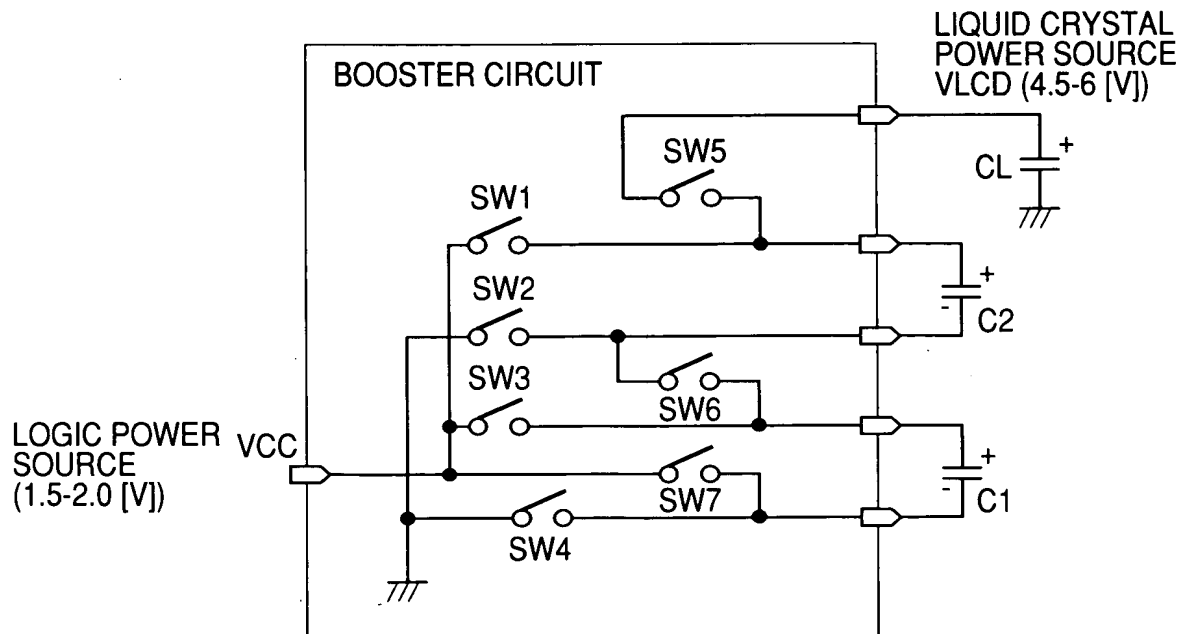 LIQUID CRYSTAL
POWER SOURCE
VLCD (4.5-6 [V])
BOOSTER CIRCUIT
SW5
+
CL
SW1
SW2
+
-
C2
SW3
SW6
LOGIC POWER
SOURCE
(1.5-2.0 [V])
VCC
+
-
SW7
C1
SW4